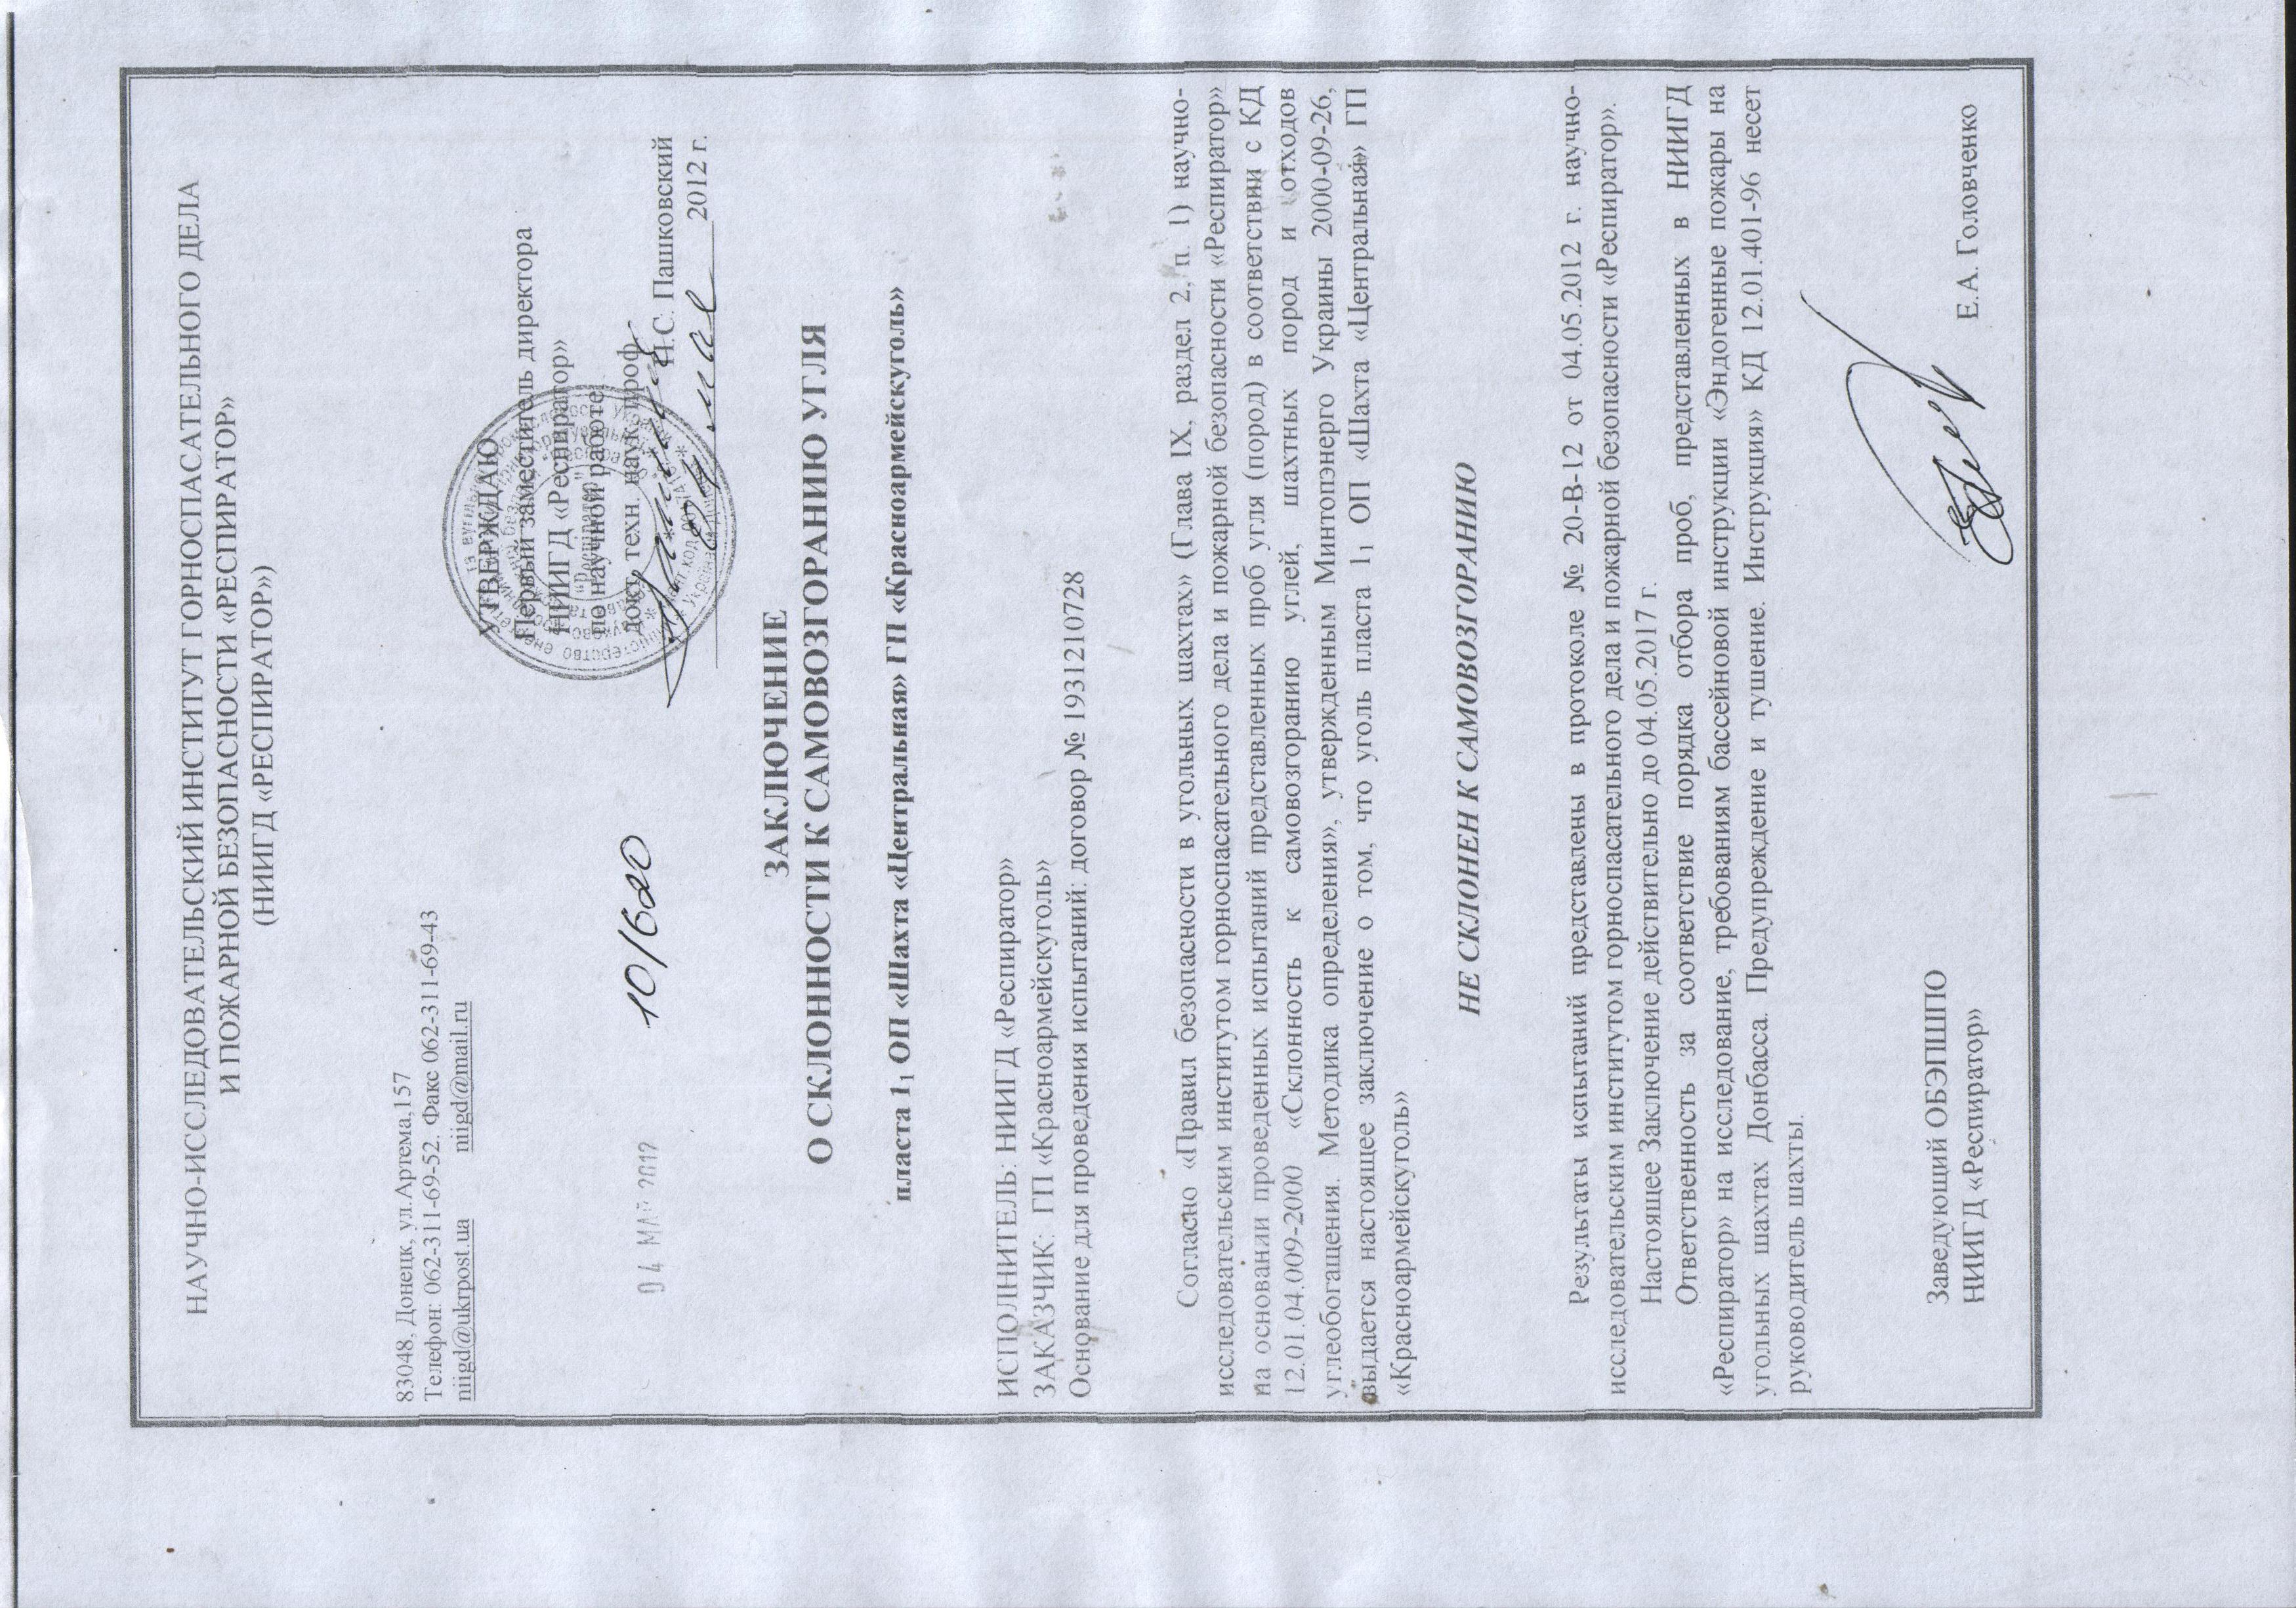 НАУЧНО-ИССЛЕДОВАТЕЛЬСКИЙ ИНСТИТУТ ГОРНОСПАСАТЕЛЬНОГО ДЕЛА
И ПОЖАРНОЙ БЕЗОПАСНОСТИ «РЕСПИРАТОР»
(НИИГД «РЕСПИРАТОР»)
83048, Донецк, ул.Артема,157
Телефон: 062-311-69-52. Факс 062-311-69-43
niigd@ukrpost.ua niigd@mail.ru
УТВЕРЖДАЮ
Первый заместитель директора
НИИГД «Респиратор»
по научной работе,
докт. техн. наук, проф.
Н.С. Пашковский
2012 г.
04 МАЙ 2012 10/620
ЗАКЛЮЧЕНИЕ
О СКЛОННОСТИ К САМОВОЗГОРАНИЮ УГЛЯ
пласта 1₁ ОП «Шахта «Центральная» ГП «Красноармейскуголь»
ИСПОЛНИТЕЛЬ: НИИГД «Респиратор»
ЗАКАЗЧИК: ГП «Красноармейскуголь»
Основание для проведения испытаний: договор № 1931210728
Согласно «Правил безопасности в угольных шахтах» (Глава IX, раздел 2, п. 1) научно-
исследовательским институтом горноспасательного дела и пожарной безопасности «Респиратор»
на основании проведенных испытаний представленных проб угля (пород) в соответствии с КД
12.01.04.009-2000 «Склонность к самовозгоранию углей, шахтных пород и отходов
углеобогащения. Методика определения», утвержденным Минтопэнерго Украины 2000-09-26,
выдается настоящее заключение о том, что уголь пласта 1₁ ОП «Шахта «Центральная» ГП
«Красноармейскуголь»
НЕ СКЛОНЕН К САМОВОЗГОРАНИЮ
Результаты испытаний представлены в протоколе № 20-В-12 от 04.05.2012 г. научно-
исследовательским институтом горноспасательного дела и пожарной безопасности «Респиратор».
Настоящее Заключение действительно до 04.05.2017 г.
Ответственность за соответствие порядка отбора проб, представленных в НИИГД
«Респиратор» на исследование, требованиям бассейновой инструкции «Эндогенные пожары на
угольных шахтах Донбасса. Предупреждение и тушение. Инструкция» КД 12.01.401-96 несет
руководитель шахты.
Заведующий ОБЭПШПО
НИИГД «Респиратор» Е.А. Головченко